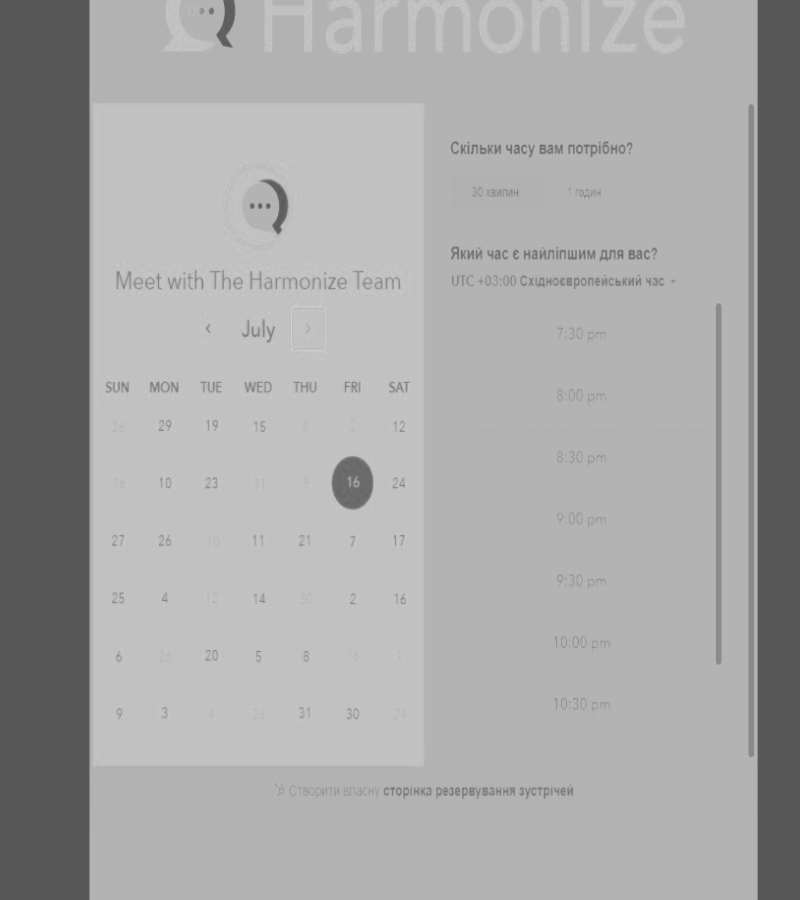 Harmonize
Meet with The Harmonize Team
July
SUN MON TUE WED THU FRI SAT
26 29 19 15 8 2 12
16 10 23 31 9 16 24
27 26 10 11 21 7 17
25 4 12 14 30 2 16
6 26 20 5 8 14 1
9 3 4 26 31 30 24
Скільки часу вам потрібно?
30 хвилин 1 годин
Який час є найліпшим для вас?
UTC +03:00 Східноєвропейський час
7:30 pm
8:00 pm
8:30 pm
9:00 pm
9:30 pm
10:00 pm
10:30 pm
Створити власну сторінка резервування зустрічей